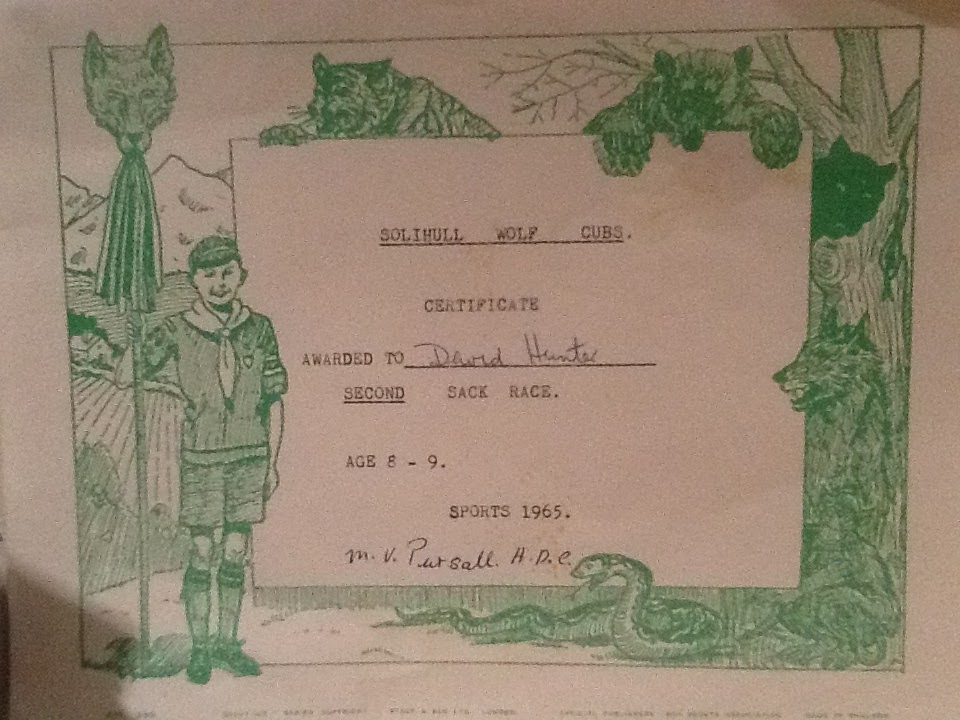 SOLIHULL WOLF CUBS.
CERTIFICATE
AWARDED TO David Hunter
SECOND SACK RACE.
AGE 8 - 9.
SPORTS 1965.
M. V. Pursall. A.D.C.